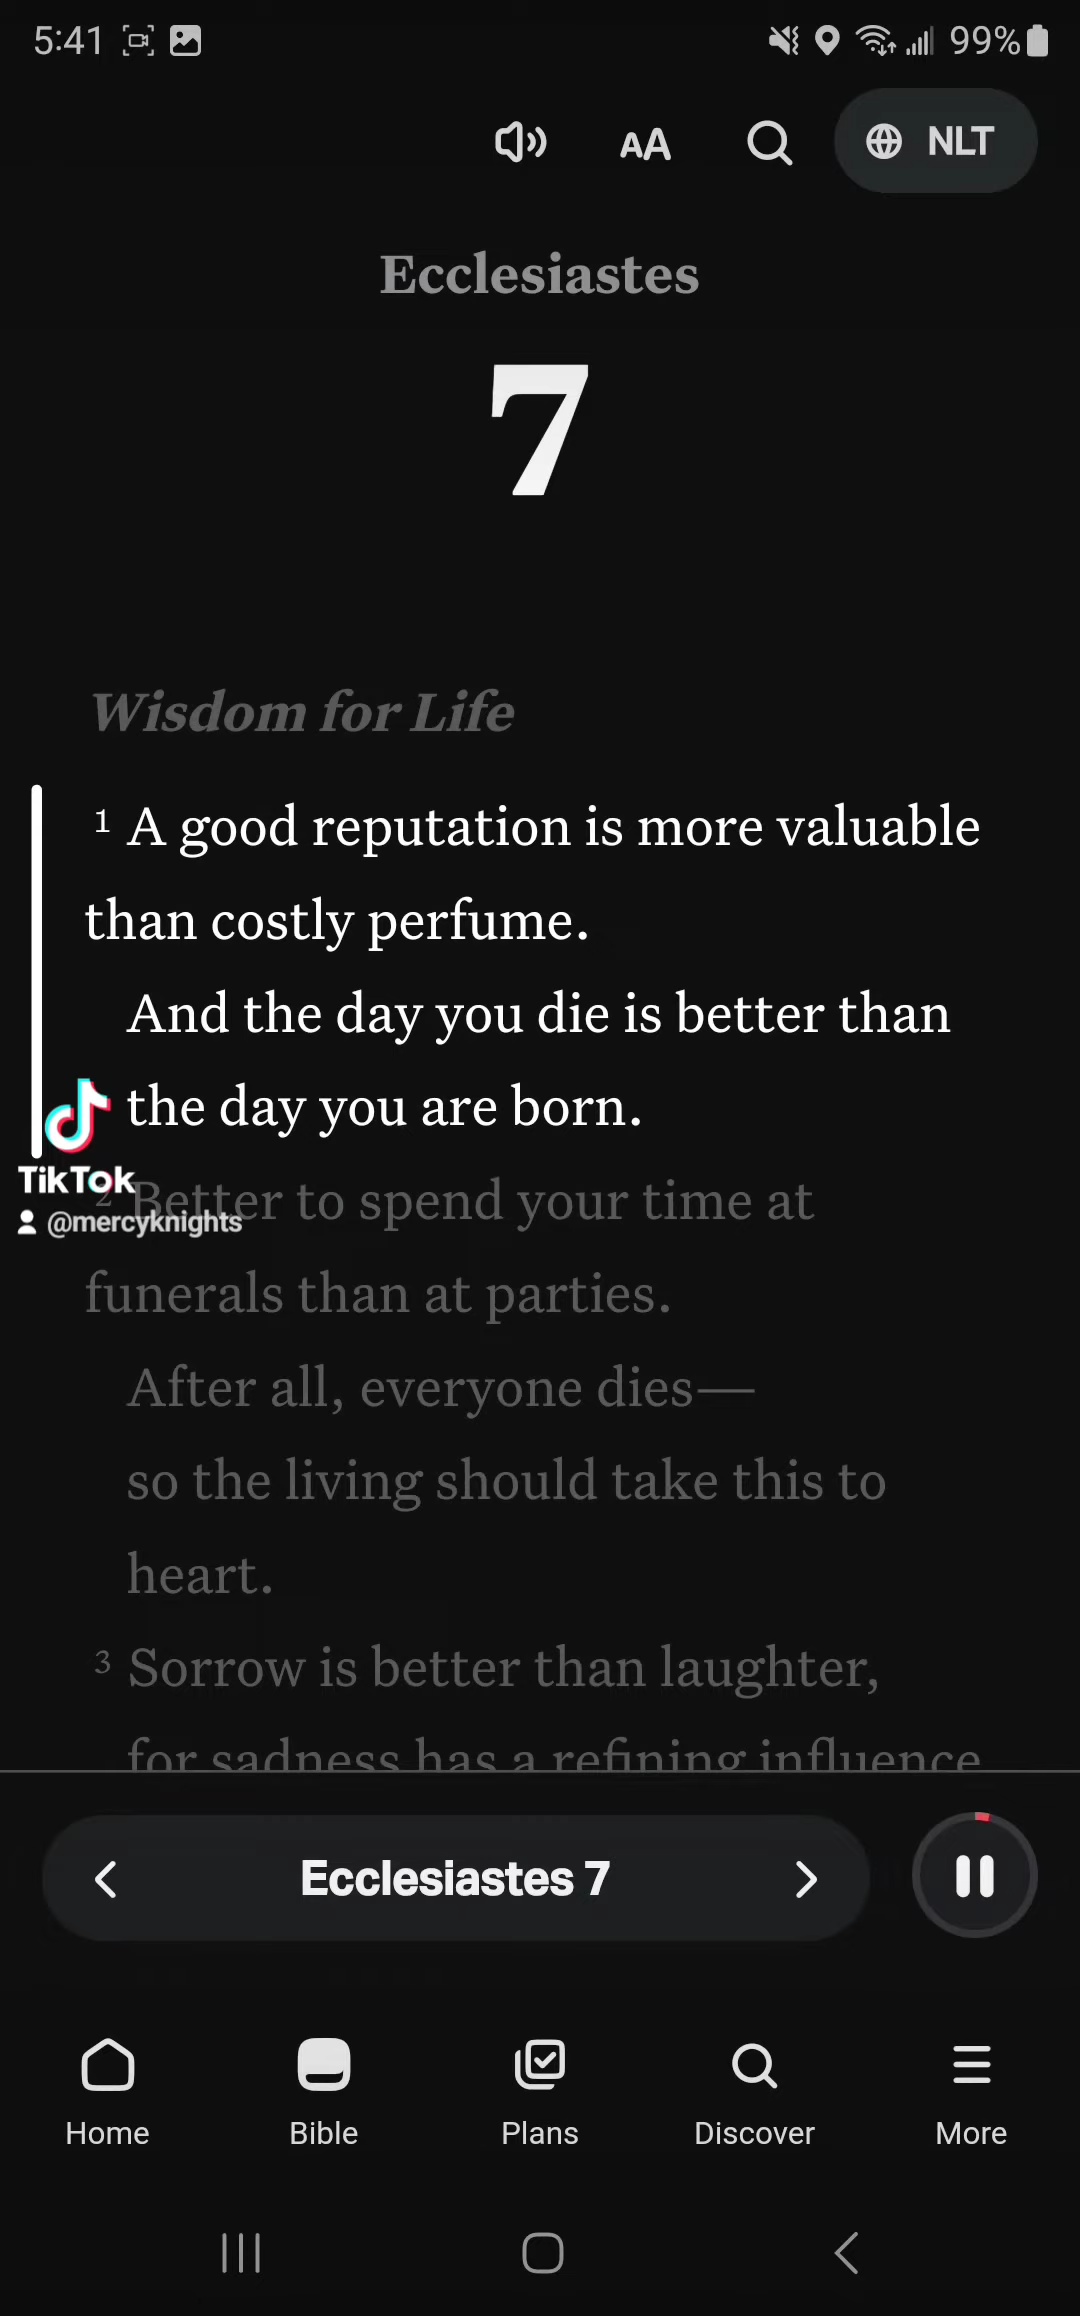 5:41
99%
NLT
Ecclesiastes
7
Wisdom for Life
1 A good reputation is more valuable
than costly perfume.
And the day you die is better than
the day you are born.
TikTok
2 Better to spend your time at
@mercyknights
funerals than at parties.
After all, everyone dies—
so the living should take this to
heart.
3 Sorrow is better than laughter,
for sadness has a refining influence
Ecclesiastes 7
Home Bible Plans Discover More